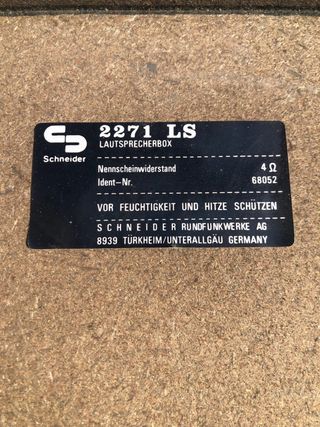 2271 LS
LAUTSPRECHERBOX
Schneider
Nennscheinwiderstand 4 Ω
Ident-Nr. 68052
VOR FEUCHTIGKEIT UND HITZE SCHÜTZEN
SCHNEIDER RUNDFUNKWERKE AG
8939 TÜRKHEIM/UNTERALLGÄU GERMANY